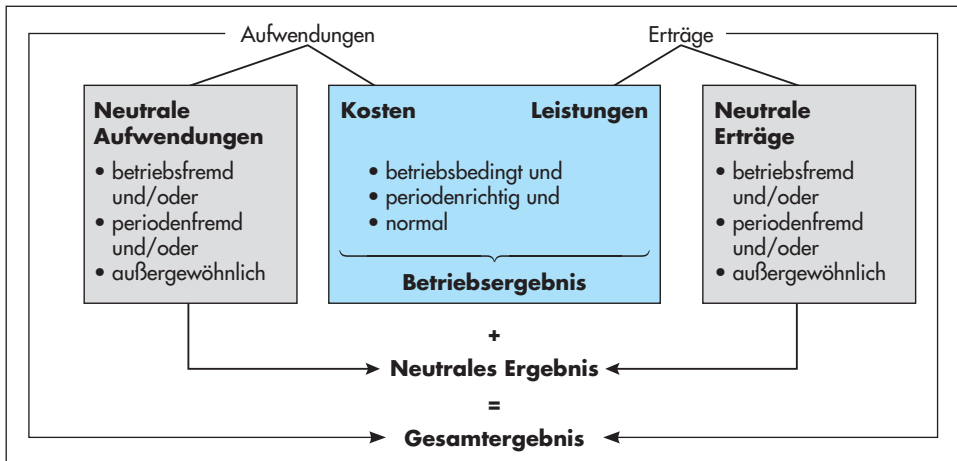 Aufwendungen
Erträge
Neutrale
Aufwendungen
• betriebsfremd
und/oder
• periodenfremd
und/oder
• außergewöhnlich
Kosten
Leistungen
• betriebsbedingt und
• periodenrichtig und
• normal
Betriebsergebnis
Neutrale
Erträge
• betriebsfremd
und/oder
• periodenfremd
und/oder
• außergewöhnlich
+
Neutrales Ergebnis
=
Gesamtergebnis